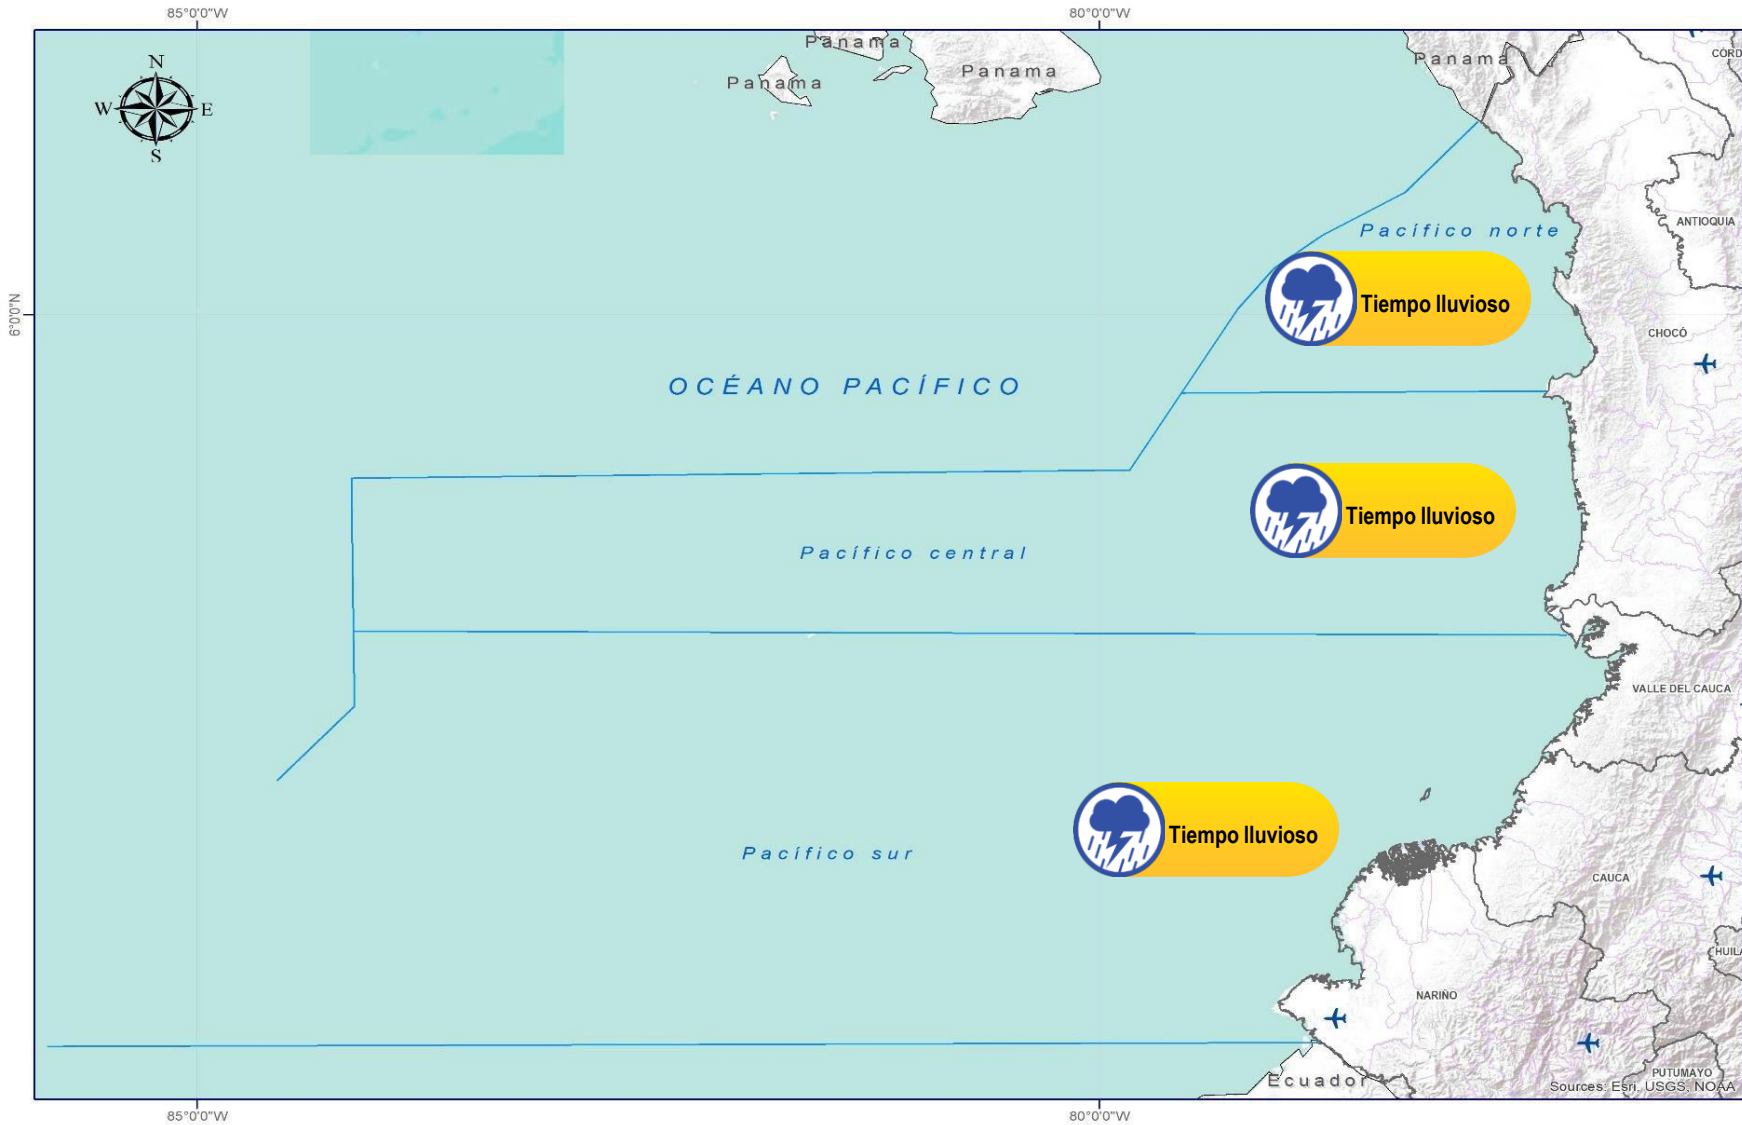 85°0'0"W
80°0'0"W
Panama
Panama
Panama
Panama
CÓRD
N
W
E
S
ANTIOQUIA
Pacífico norte
6°0'0"N
Tiempo lluvioso
CHOCÓ
OCÉANO PACÍFICO
Tiempo lluvioso
Pacífico central
VALLE DEL CAUCA
Tiempo lluvioso
Pacífico sur
CAUCA
HUILA
NARIÑO
PUTUMAYO
Ecuador
Sources: Esri, USGS, NOAA
85°0'0"W
80°0'0"W